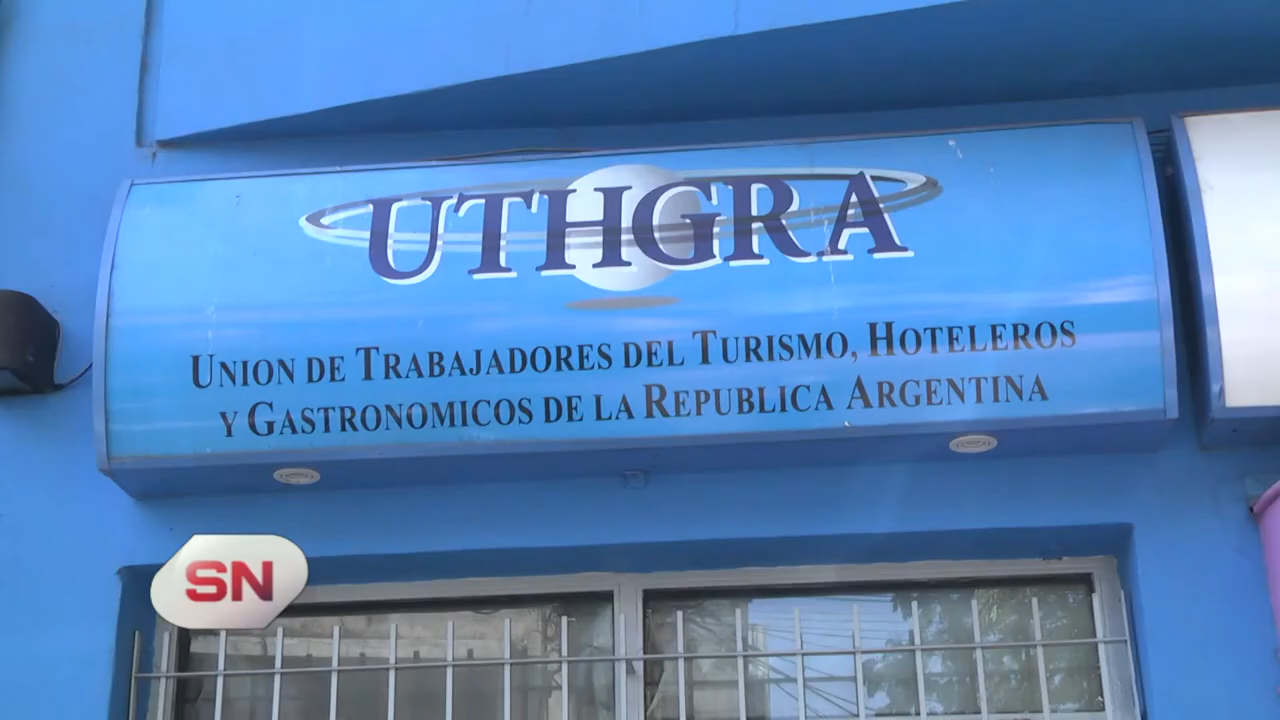 UTHGRA
UNION DE TRABAJADORES DEL TURISMO, HOTELEROS
Y GASTRONOMICOS DE LA REPUBLICA ARGENTINA
SN